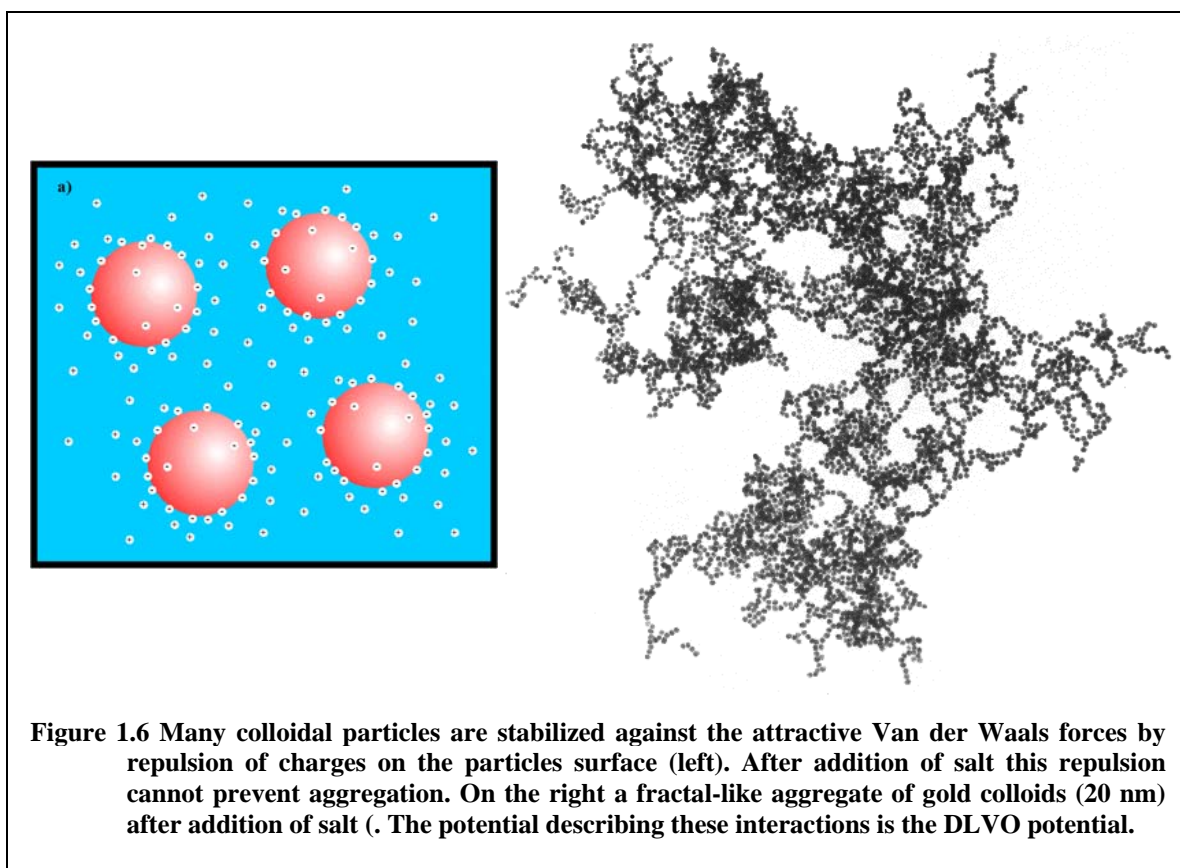 a)
Figure 1.6 Many colloidal particles are stabilized against the attractive Van der Waals forces by
repulsion of charges on the particles surface (left). After addition of salt this repulsion
cannot prevent aggregation. On the right a fractal-like aggregate of gold colloids (20 nm)
after addition of salt (. The potential describing these interactions is the DLVO potential.